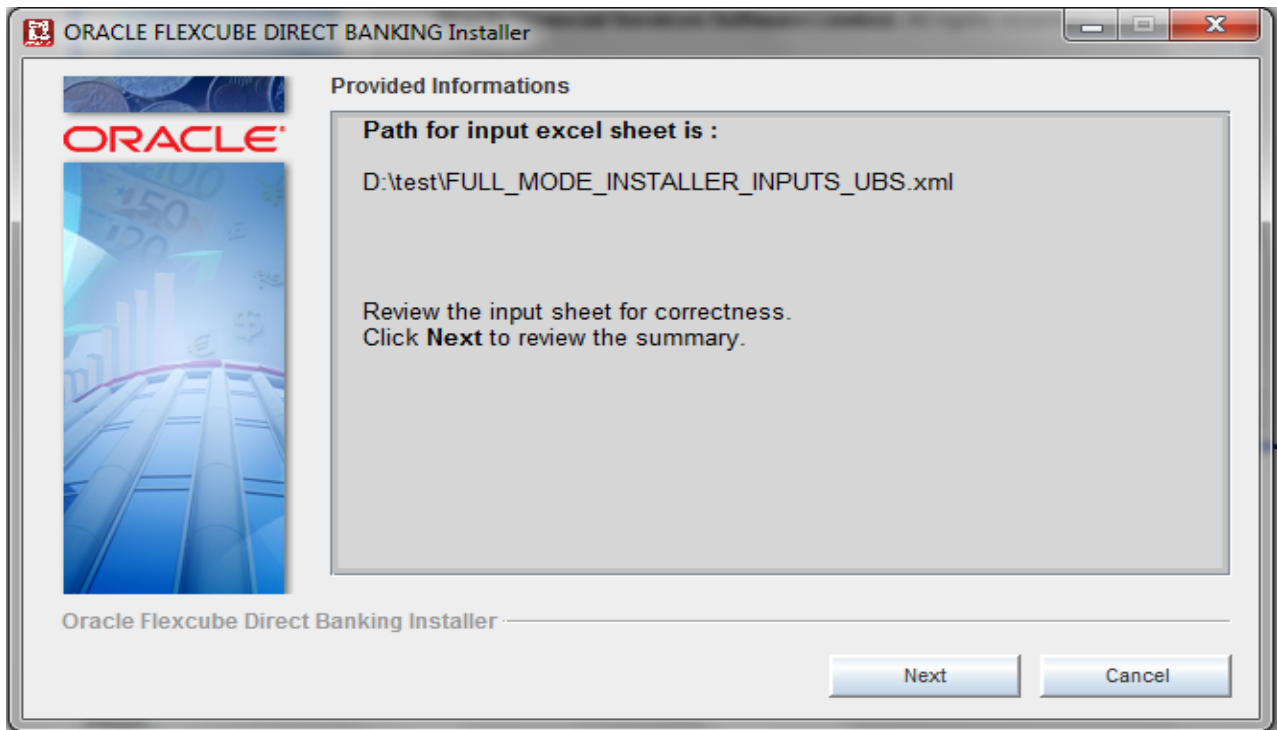 ORACLE FLEXCUBE DIRECT BANKING Installer
Provided Informations
ORACLE
Path for input excel sheet is :
D:\test\FULL_MODE_INSTALLER_INPUTS_UBS.xml
Review the input sheet for correctness.
Click Next to review the summary.
Oracle Flexcube Direct Banking Installer
Next
Cancel